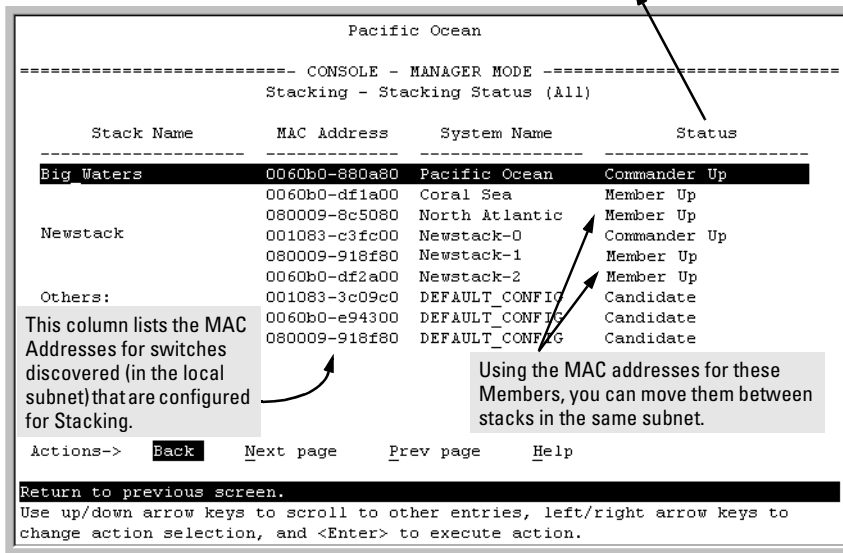 Pacific Ocean
==========================- CONSOLE - MANAGER MODE -============================
Stacking - Stacking Status (All)
Stack Name MAC Address System Name Status
---------------- ------------- ---------------- --------------------
Big Waters 0060b0-880a80 Pacific Ocean Commander Up
0060b0-df1a00 Coral Sea Member Up
080009-8c5080 North Atlantic Member Up
Newstack 001083-c3fc00 Newstack-0 Commander Up
080009-918f80 Newstack-1 Member Up
0060b0-df2a00 Newstack-2 Member Up
Others: 001083-3c09c0 DEFAULT_CONFIG Candidate
0060b0-e94300 DEFAULT_CONFIG Candidate
080009-918f80 DEFAULT_CONFIG Candidate
This column lists the MAC
Addresses for switches
discovered (in the local
subnet) that are configured
for Stacking.
Using the MAC addresses for these
Members, you can move them between
stacks in the same subnet.
Actions-> Back Next page Prev page Help
Return to previous screen.
Use up/down arrow keys to scroll to other entries, left/right arrow keys to
change action selection, and <Enter> to execute action.